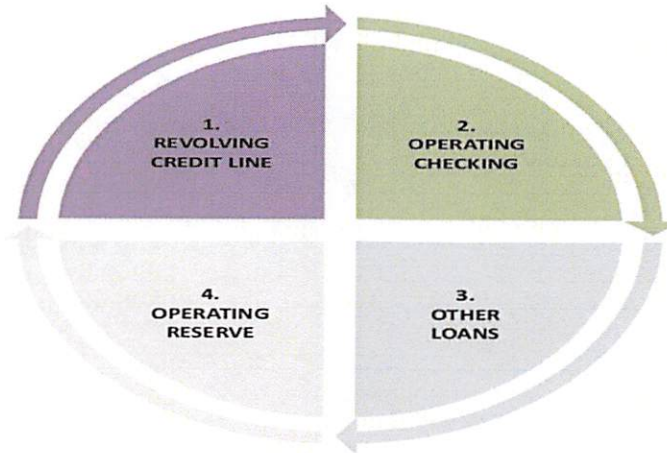 1.
REVOLVING
CREDIT LINE
2.
OPERATING
CHECKING
3.
OTHER
LOANS
4.
OPERATING
RESERVE